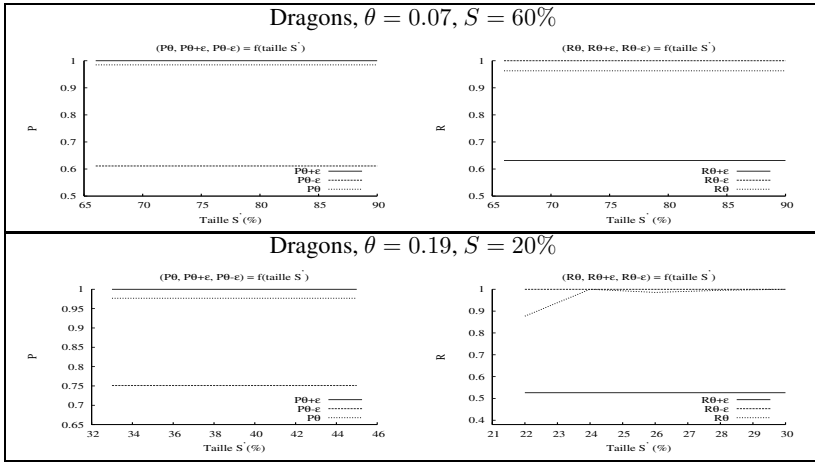 Dragons, θ = 0.07, S = 60%
(Pθ, Pθ+ε, Pθ-ε) = f(taille S')
1
0.9
0.8
0.7
0.6
0.5
P
65 70 75 80 85 90
Taille S'(%)
Pθ+ε
Pθ-ε
Pθ
(Rθ, Rθ+ε, Rθ-ε) = f(taille S')
1
0.9
0.8
0.7
0.6
0.5
R
65 70 75 80 85 90
Taille S'(%)
Rθ+ε
Rθ-ε
Rθ
Dragons, θ = 0.19, S = 20%
(Pθ, Pθ+ε, Pθ-ε) = f(taille S')
1
0.95
0.9
0.85
0.8
0.75
0.7
0.65
P
32 34 36 38 40 42 44 46
Taille S'(%)
Pθ+ε
Pθ-ε
Pθ
(Rθ, Rθ+ε, Rθ-ε) = f(taille S')
1
0.9
0.8
0.7
0.6
0.5
0.4
R
21 22 23 24 25 26 27 28 29 30
Taille S'(%)
Rθ+ε
Rθ-ε
Rθ